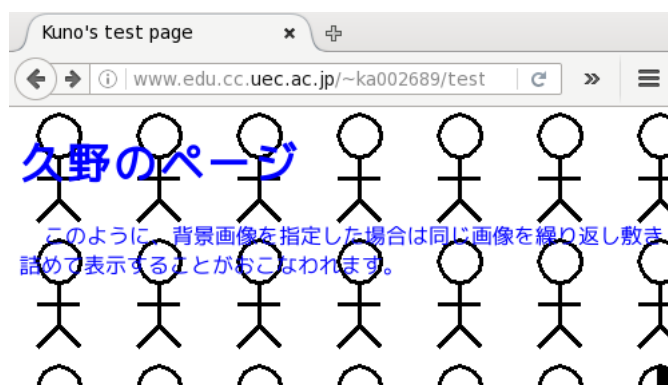 Kuno's test page
www.edu.cc.uec.ac.jp/~ka002689/test
久野のページ
このように、背景画像を指定した場合は同じ画像を繰り返し敷き
詰めて表示することがおこなわれます。